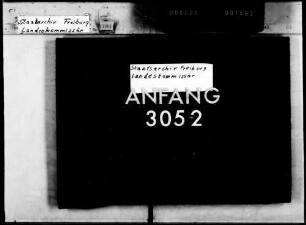 Staatsarchiv Freiburg
Landeskommissär
Staatsarchiv Freiburg
Landeskommissär
ANFANG
3052